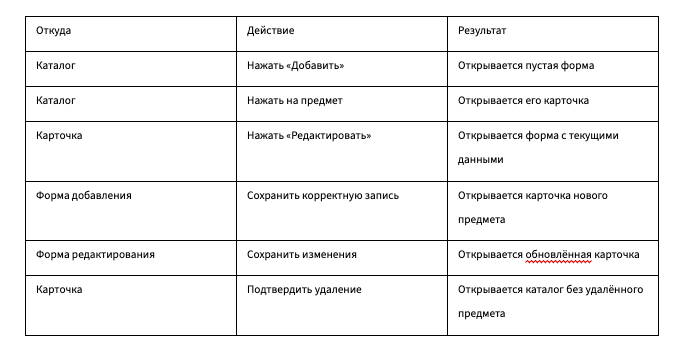 Откуда Действие Результат
Каталог Нажать «Добавить» Открывается пустая форма
Каталог Нажать на предмет Открывается его карточка
Карточка Нажать «Редактировать» Открывается форма с текущими
данными
Форма добавления Сохранить корректную запись Открывается карточка нового
предмета
Форма редактирования Сохранить изменения Открывается обновлённая карточка
Карточка Подтвердить удаление Открывается каталог без удалённого
предмета